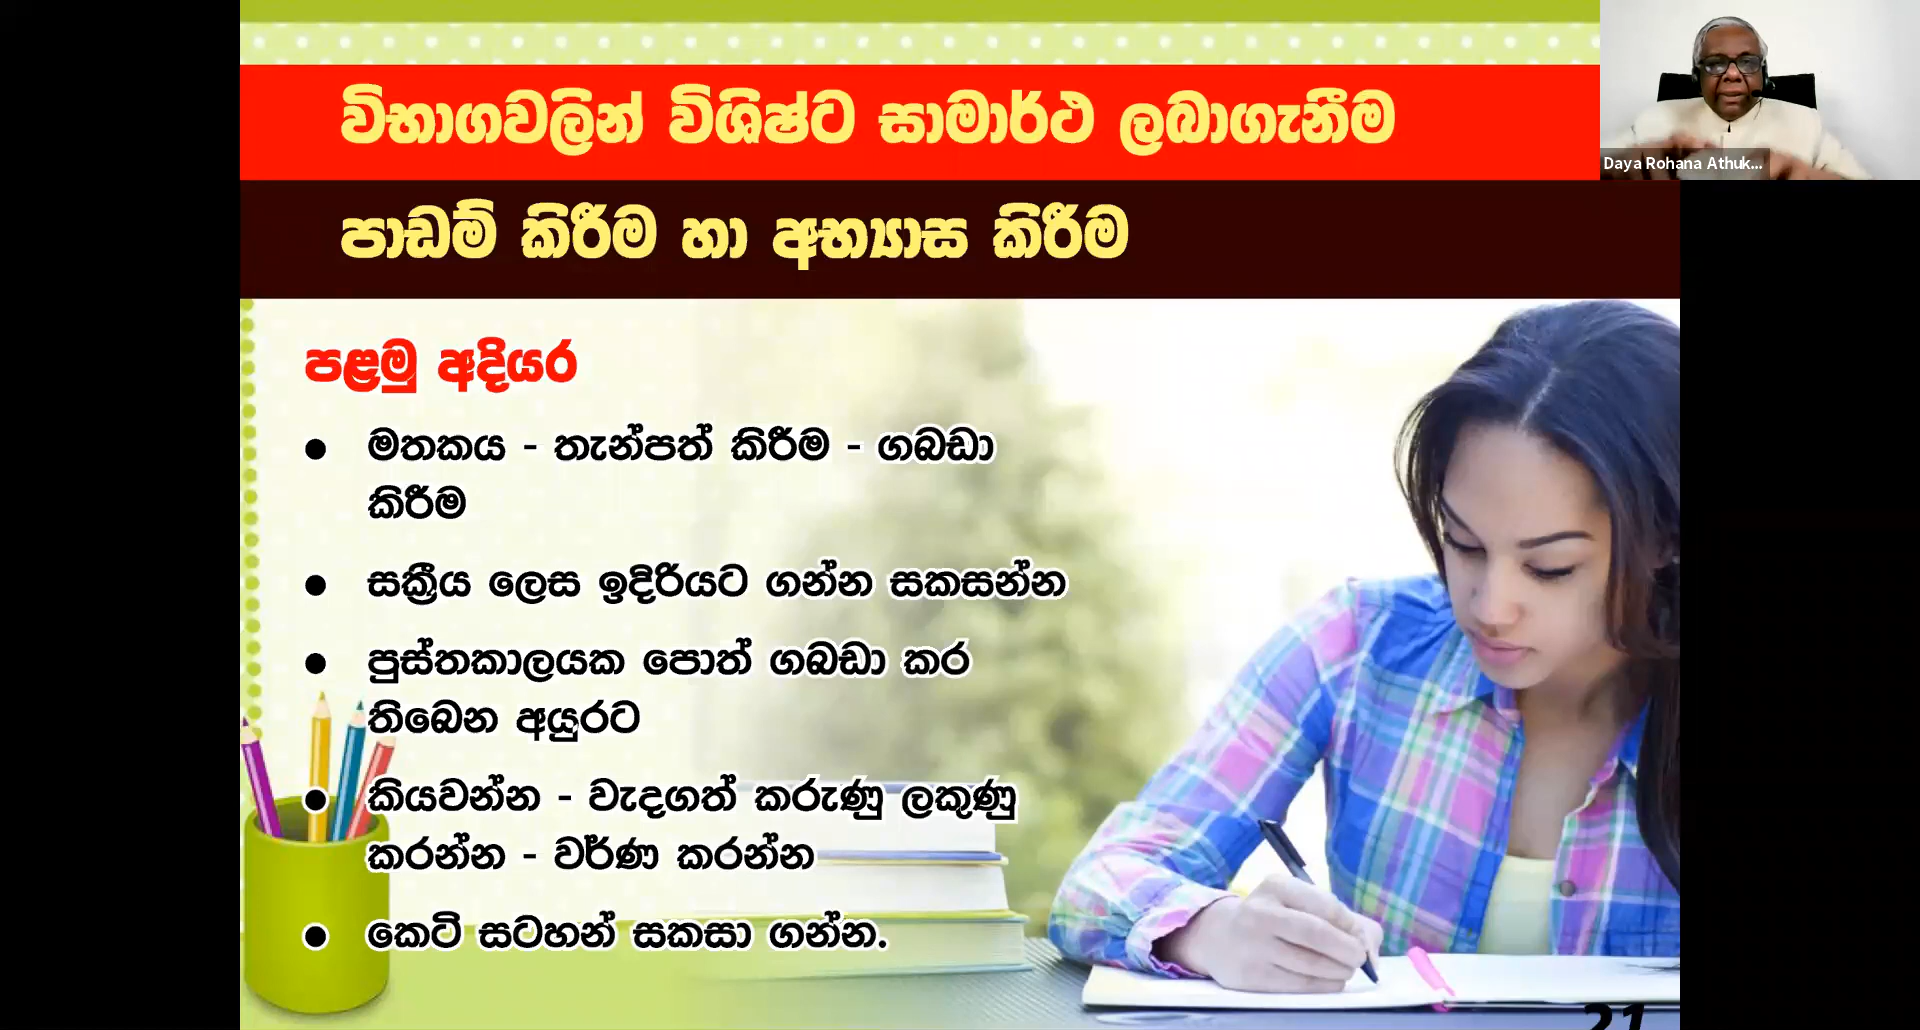 විභාගවලින් විශිෂ්ට සාමාර්ථ ලබාගැනීම
Daya Rohana Athuk...
පාඩම් කිරීම හා අභ්‍යාස කිරීම
පළමු අදියර
• මතකය - තැන්පත් කිරීම - ගබඩා
කිරීම
• සක්‍රීය ලෙස ඉදිරියට ගන්න සකසන්න
• පුස්තකාලයක පොත් ගබඩා කර
තිබෙන අයුරට
• කියවන්න - වැදගත් කරුණු ලකුණු
කරන්න - වර්ණ කරන්න
• කෙටි සටහන් සකසා ගන්න.
21